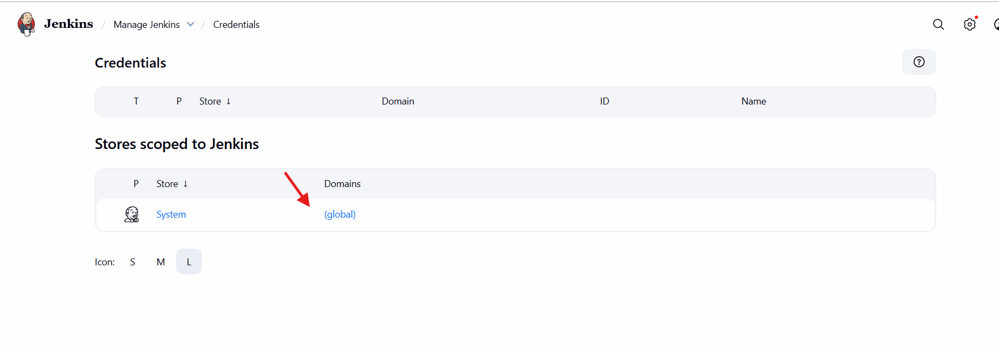 Jenkins / Manage Jenkins / Credentials
Credentials
T P Store ↓ Domain ID Name
Stores scoped to Jenkins
P Store ↓ Domains
System (global)
Icon: S M L